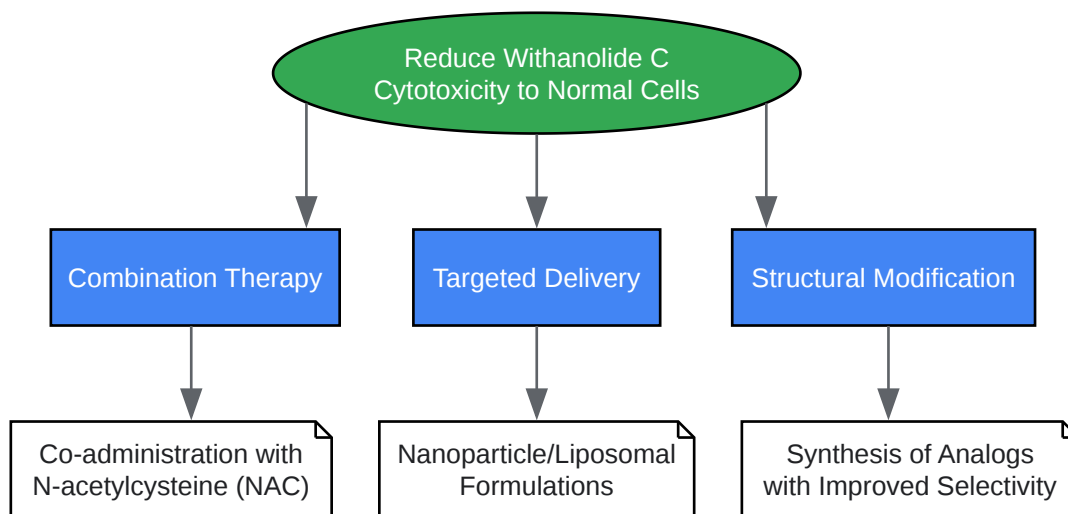 Reduce Withanolide C
Cytotoxicity to Normal Cells
Combination Therapy
Targeted Delivery
Structural Modification
Co-administration with
N-acetylcysteine (NAC)
Nanoparticle/Liposomal
Formulations
Synthesis of Analogs
with Improved Selectivity